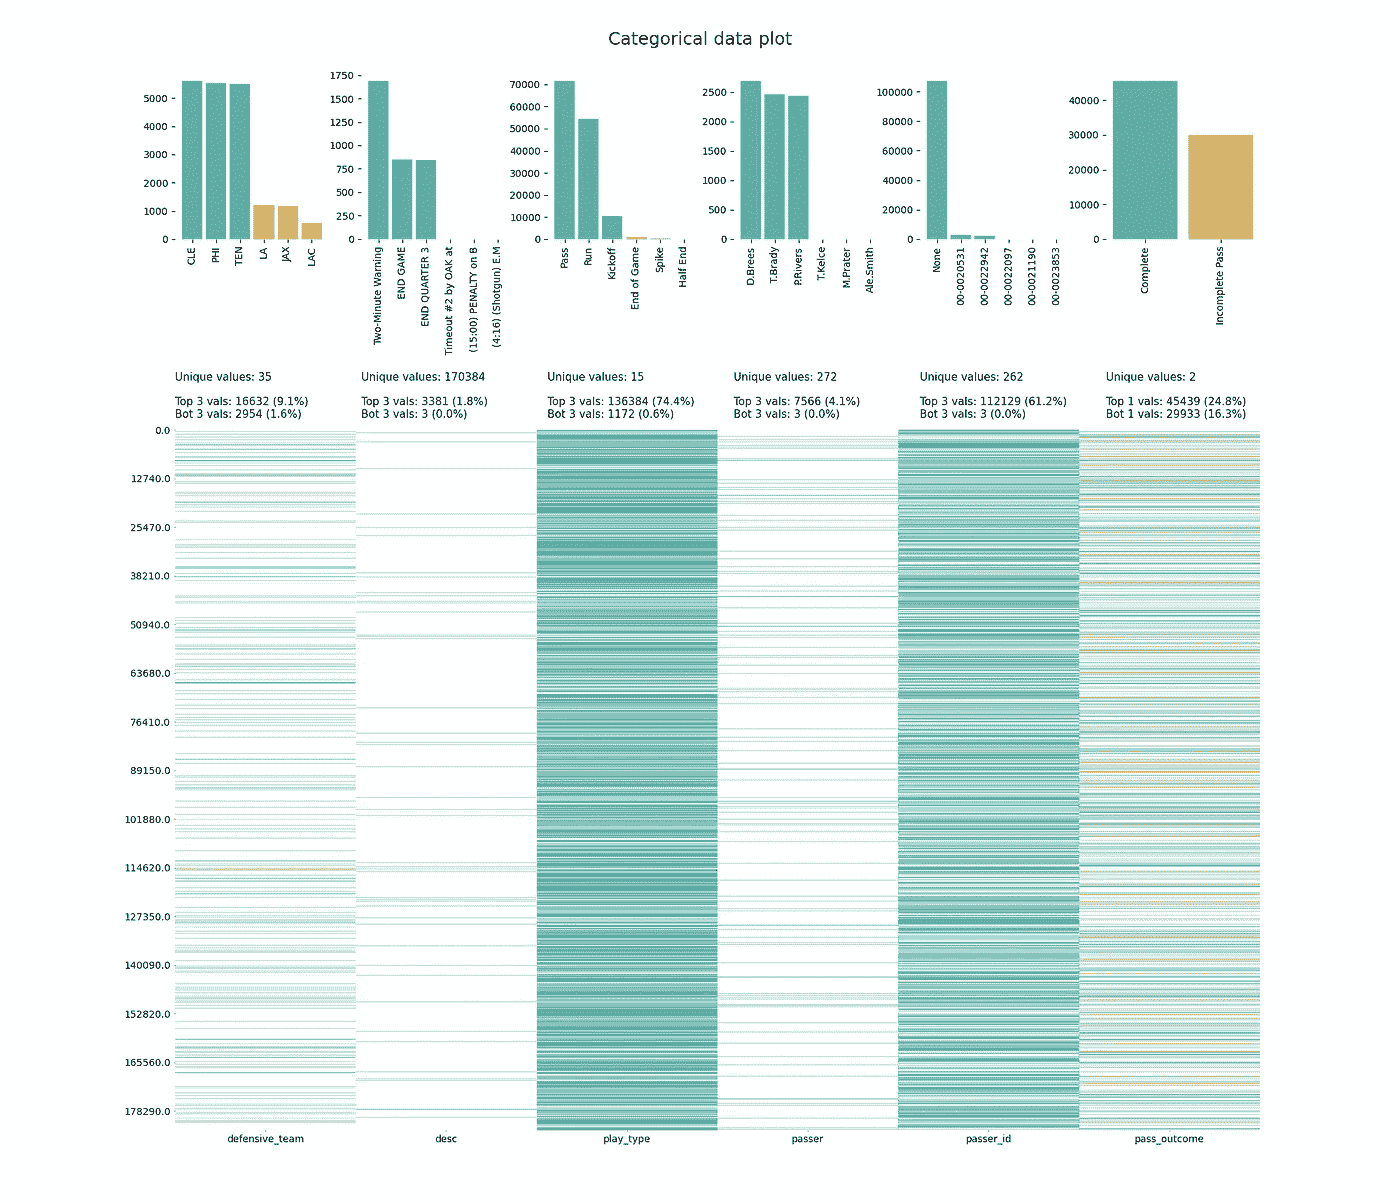 Categorical data plot
5000
4000
3000
2000
1000
0
CLE
PHI
TEN
LA
JAX
LAC
1750
1500
1250
1000
750
500
250
0
Two-Minute Warning
END GAME
END QUARTER 3
Timeout #2 by OAK at
(15:00) PENALTY on B
(4:16) (Shotgun) E.M
70000
60000
50000
40000
30000
20000
10000
0
Pass
Run
Kickoff
End of Game
Spike
Half End
2500
2000
1500
1000
500
0
D.Brees
T.Brady
P.Rivers
T.Kelce
M.Prater
Ale.Smith
100000
80000
60000
40000
20000
0
None
00-0020531
00-0022942
00-0022097
00-0021190
00-0023853
40000
30000
20000
10000
0
Complete
Incomplete Pass
Unique values: 35
Top 3 vals: 16632 (9.1%)
Bot 3 vals: 2954 (1.6%)
Unique values: 170384
Top 3 vals: 3381 (1.8%)
Bot 3 vals: 3 (0.0%)
Unique values: 15
Top 3 vals: 136384 (74.4%)
Bot 3 vals: 1172 (0.6%)
Unique values: 272
Top 3 vals: 7566 (4.1%)
Bot 3 vals: 3 (0.0%)
Unique values: 262
Top 3 vals: 112129 (61.2%)
Bot 3 vals: 3 (0.0%)
Unique values: 2
Top 1 vals: 45439 (24.8%)
Bot 1 vals: 29933 (16.3%)
0.0
12740.0
25470.0
38210.0
50940.0
63680.0
76410.0
89150.0
101880.0
114620.0
127350.0
140090.0
152820.0
165560.0
178290.0
defensive_team
desc
play_type
passer
passer_id
pass_outcome